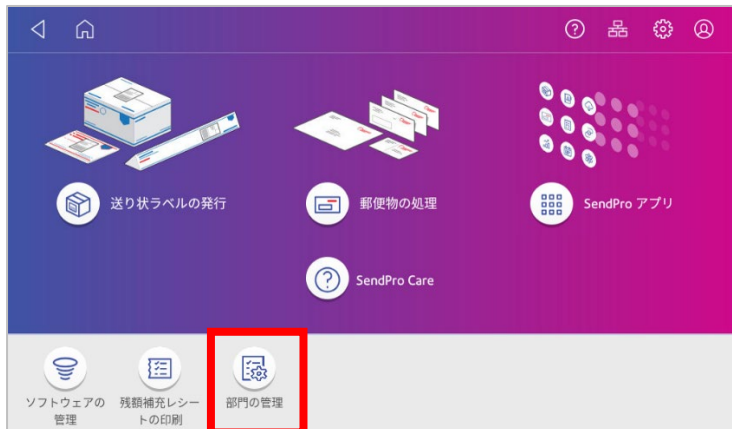 送り状ラベルの発行
郵便物の処理
SendPro アプリ
SendPro Care
ソフトウェアの
管理
残額補充レシー
トの印刷
部門の管理